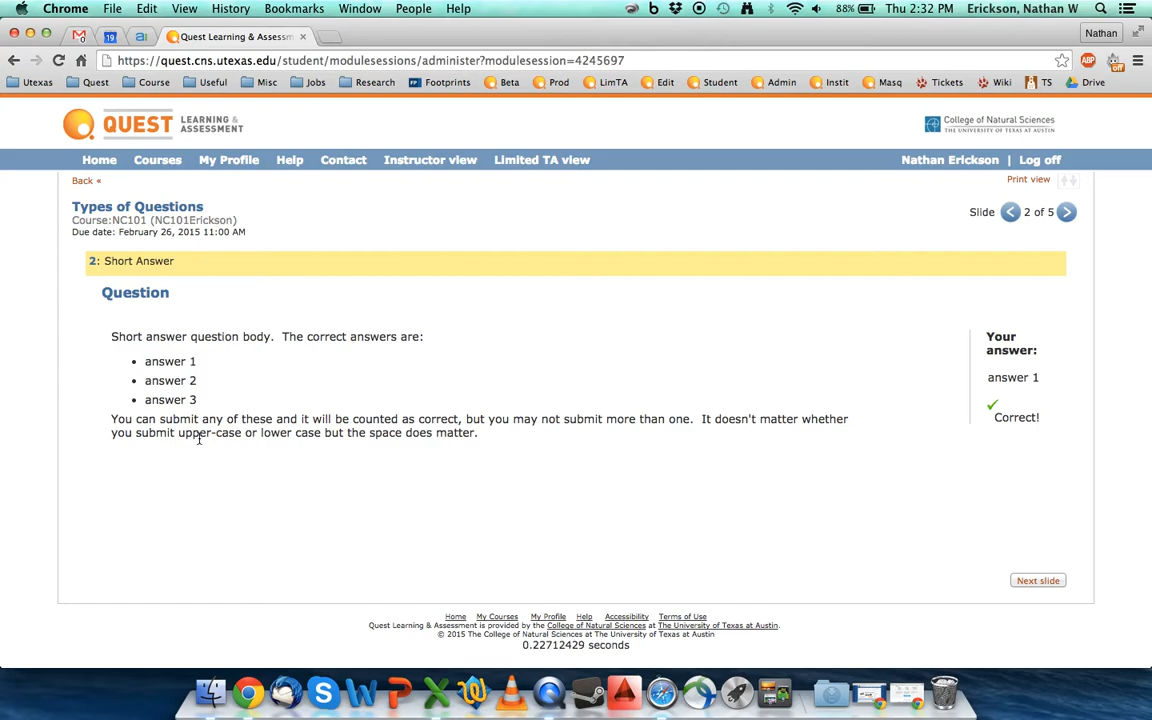 Chrome File Edit View History Bookmarks Window People Help 88% Thu 2:32 PM Erickson, Nathan W
Quest Learning & Assessm Nathan
https://quest.cns.utexas.edu/student/modulesessions/administer?modulesession=4245697 ABP off
Utexas Quest Course Useful Misc Jobs Research FP Footprints Beta Prod LimTA Edit Student Admin Instit Masq Tickets Wiki TS Drive
QUEST LEARNING & ASSESSMENT
College of Natural Sciences
THE UNIVERSITY OF TEXAS AT AUSTIN
Home Courses My Profile Help Contact Instructor view Limited TA view Nathan Erickson | Log off
Back « Print view
Types of Questions
Course:NC101 (NC101Erickson) Slide 2 of 5
Due date: February 26, 2015 11:00 AM
2: Short Answer
Question
Short answer question body. The correct answers are:
• answer 1
• answer 2
• answer 3
You can submit any of these and it will be counted as correct, but you may not submit more than one. It doesn't matter whether
you submit upper-case or lower case but the space does matter.
Your
answer:
answer 1
Correct!
Next slide
Home My Courses My Profile Help Accessibility Terms of Use
Quest Learning & Assessment is provided by the College of Natural Sciences at The University of Texas at Austin.
© 2015 The College of Natural Sciences at The University of Texas at Austin
0.22712429 seconds